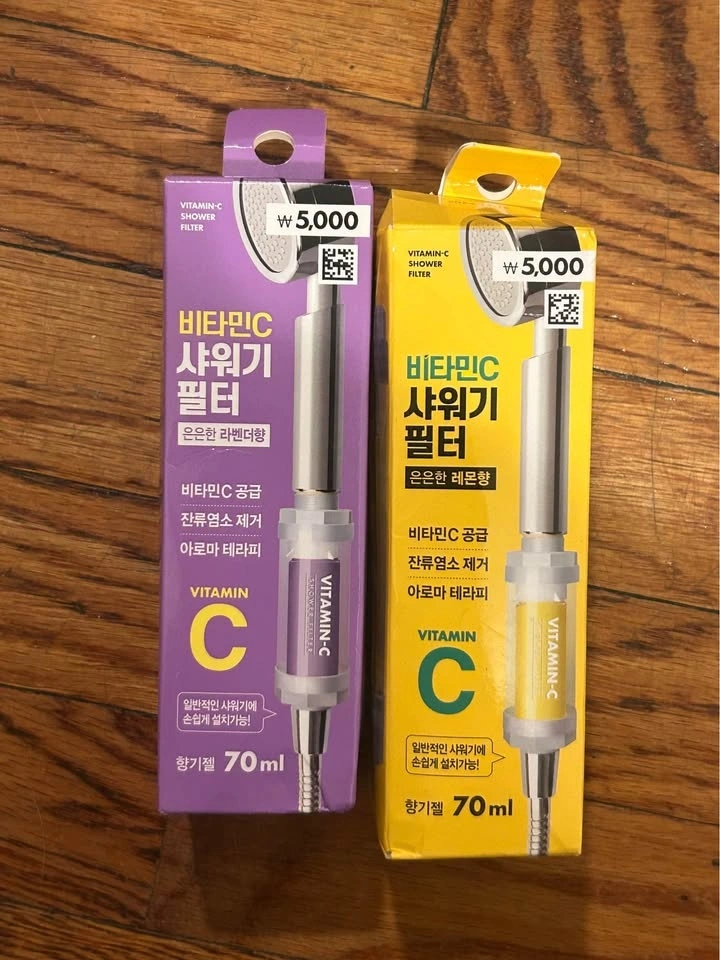 VITAMIN-C
SHOWER
FILTER
₩ 5,000
비타민C
샤워기
필터
은은한 라벤더향
비타민C 공급
잔류염소 제거
아로마 테라피
VITAMIN
C
VITAMIN-C
SHOWER FILTER
일반적인 샤워기에
손쉽게 설치가능!
향기젤 70ml
VITAMIN-C
SHOWER
FILTER
₩ 5,000
비타민C
샤워기
필터
은은한 레몬향
비타민C 공급
잔류염소 제거
아로마 테라피
VITAMIN
C
VITAMIN-C
일반적인 샤워기에
손쉽게 설치가능!
향기젤 70ml